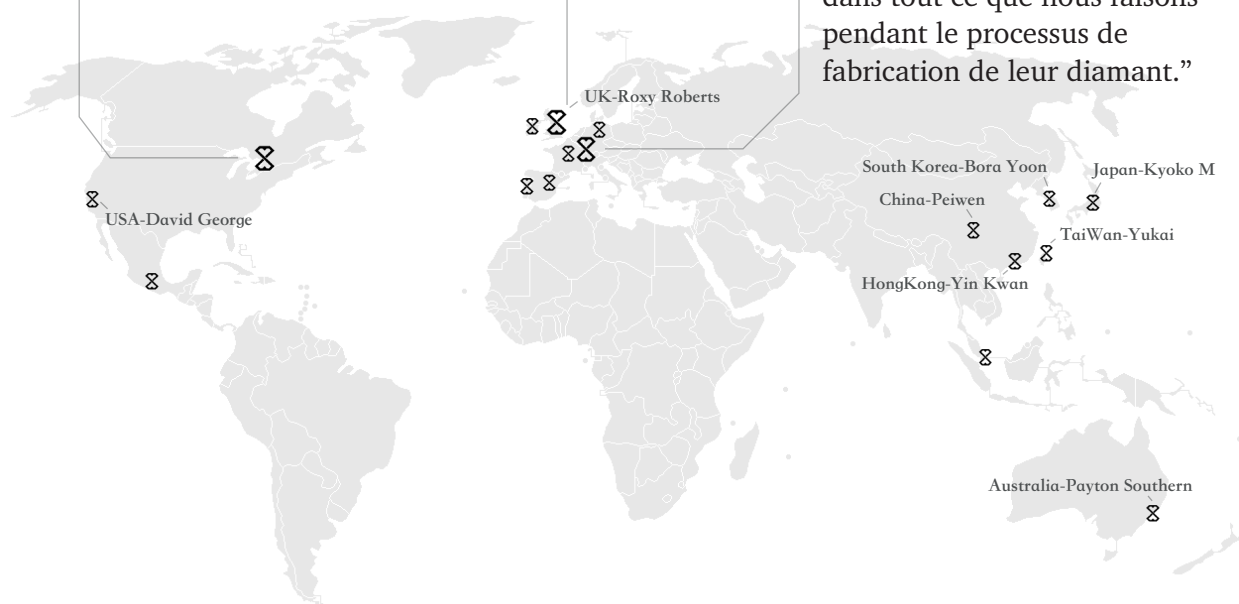 dans tout ce que nous faisons
pendant le processus de
fabrication de leur diamant.”
UK-Roxy Roberts
South Korea-Bora Yoon
Japan-Kyoko M
China-Peiwen
USA-David George
TaiWan-Yukai
HongKong-Yin Kwan
Australia-Payton Southern